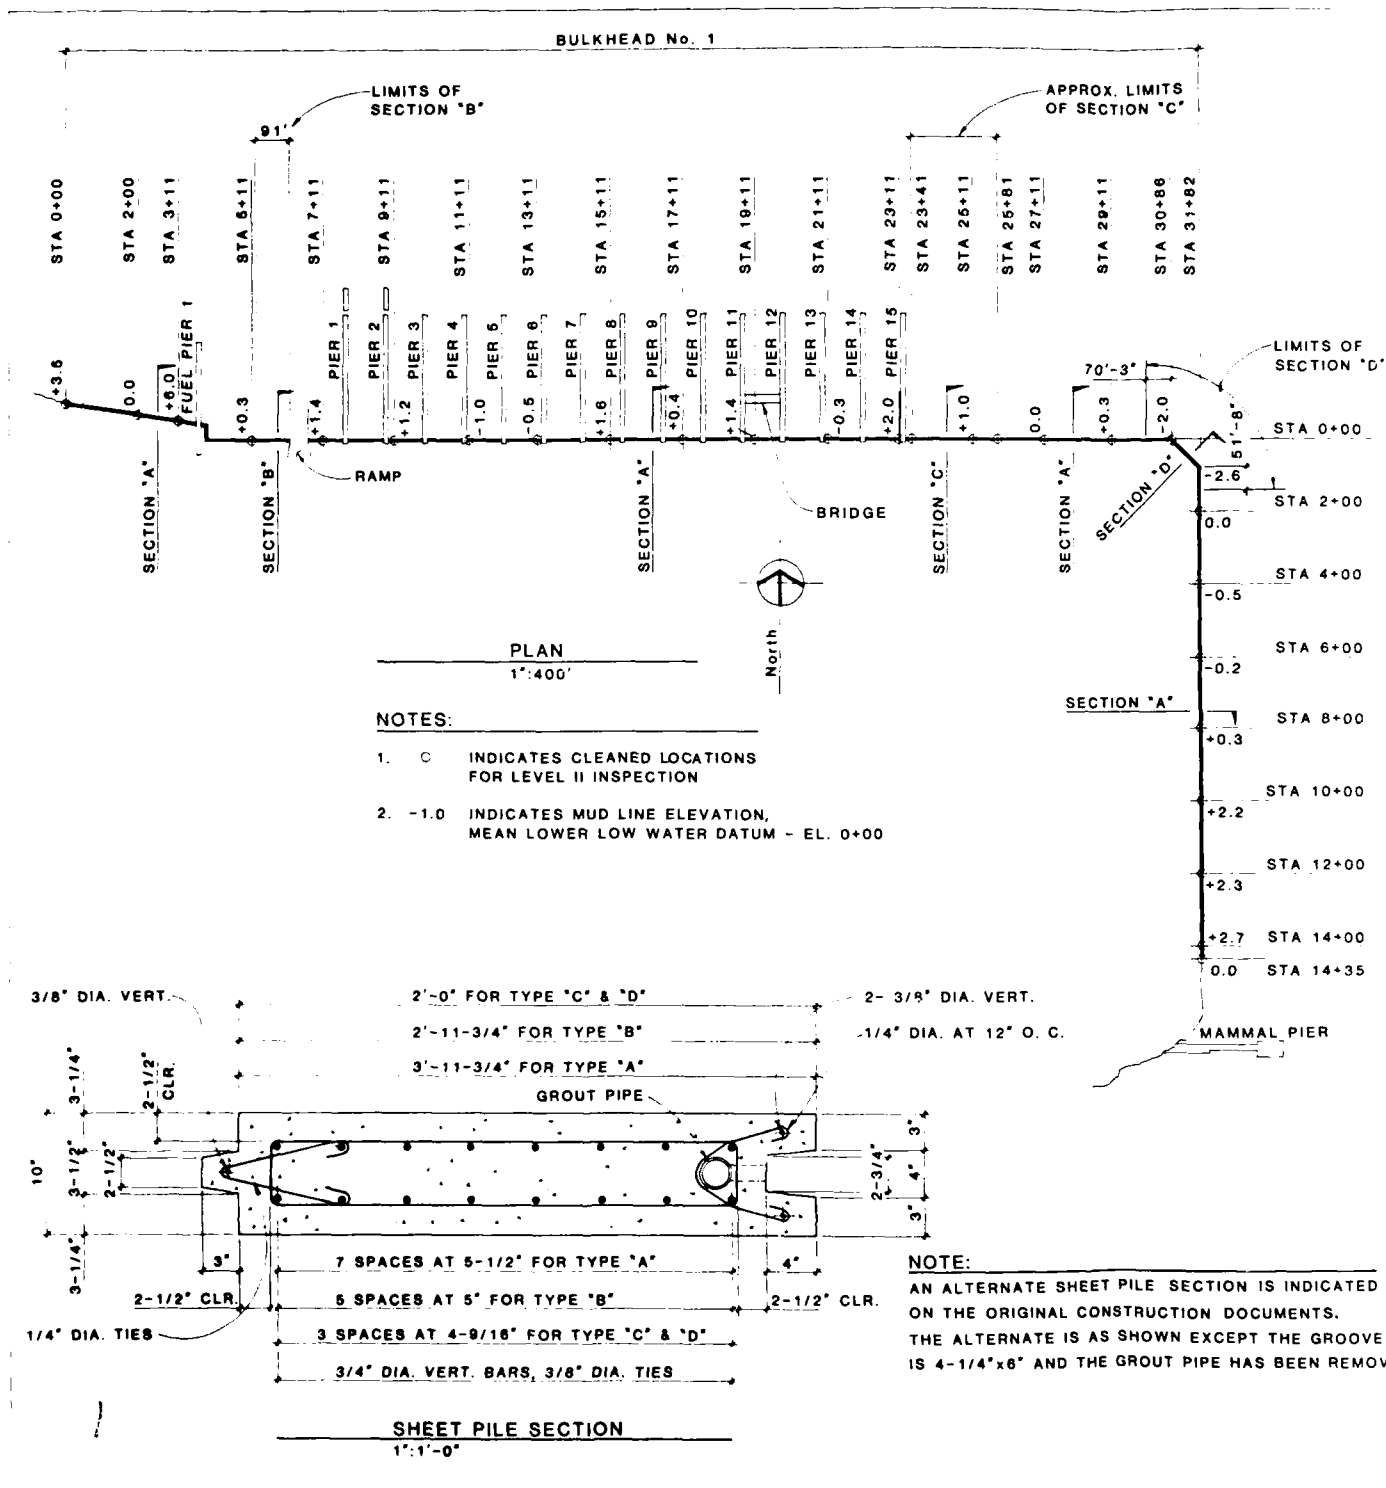 BULKHEAD No. 1
LIMITS OF
SECTION "B"
APPROX. LIMITS
OF SECTION "C"
91'
STA 0+00
STA 2+00
STA 3+11
STA 5+11
STA 7+11
STA 9+11
STA 11+11
STA 13+11
STA 15+11
STA 17+11
STA 19+11
STA 21+11
STA 23+11
STA 23+41
STA 25+11
STA 25+81
STA 27+11
STA 29+11
STA 30+86
STA 31+82
FUEL PIER 1
PIER 1
PIER 2
PIER 3
PIER 4
PIER 5
PIER 6
PIER 7
PIER 8
PIER 9
PIER 10
PIER 11
PIER 12
PIER 13
PIER 14
PIER 15
LIMITS OF
SECTION "D"
70'-3"
51'-8"
+3.5
0.0
+6.0
+0.3
+1.4
+1.2
-1.0
-0.5
+1.6
+0.4
+1.4
-0.3
+2.0
+1.0
0.0
+0.3
-2.0
SECTION "A"
SECTION "B"
RAMP
SECTION "A"
BRIDGE
SECTION "C"
SECTION "A"
SECTION "D"
STA 0+00
-2.6
STA 2+00
0.0
STA 4+00
-0.5
STA 6+00
-0.2
SECTION "A"
STA 8+00
+0.3
STA 10+00
+2.2
STA 12+00
+2.3
+2.7 STA 14+00
0.0 STA 14+35
MAMMAL PIER
North
PLAN
1":400'
NOTES:
1. C INDICATES CLEANED LOCATIONS
FOR LEVEL II INSPECTION
2. -1.0 INDICATES MUD LINE ELEVATION,
MEAN LOWER LOW WATER DATUM - EL. 0+00
3/8" DIA. VERT.
2'-0" FOR TYPE "C" & "D"
2- 3/8" DIA. VERT.
2'-11-3/4" FOR TYPE "B"
1/4" DIA. AT 12" O. C.
3'-11-3/4" FOR TYPE "A"
GROUT PIPE
3-1/4"
2-1/2"
CLR.
10"
3-1/2"
2-1/2"
3-1/4"
3"
4"
3"
2-3/4"
3"
7 SPACES AT 5-1/2" FOR TYPE "A"
4"
2-1/2" CLR.
5 SPACES AT 5" FOR TYPE "B"
2-1/2" CLR.
1/4" DIA. TIES
3 SPACES AT 4-9/16" FOR TYPE "C" & "D"
3/4" DIA. VERT. BARS, 3/8" DIA. TIES
SHEET PILE SECTION
1":1'-0"
NOTE:
AN ALTERNATE SHEET PILE SECTION IS INDICATED
ON THE ORIGINAL CONSTRUCTION DOCUMENTS.
THE ALTERNATE IS AS SHOWN EXCEPT THE GROOVE
IS 4-1/4"x6" AND THE GROUT PIPE HAS BEEN REMOV